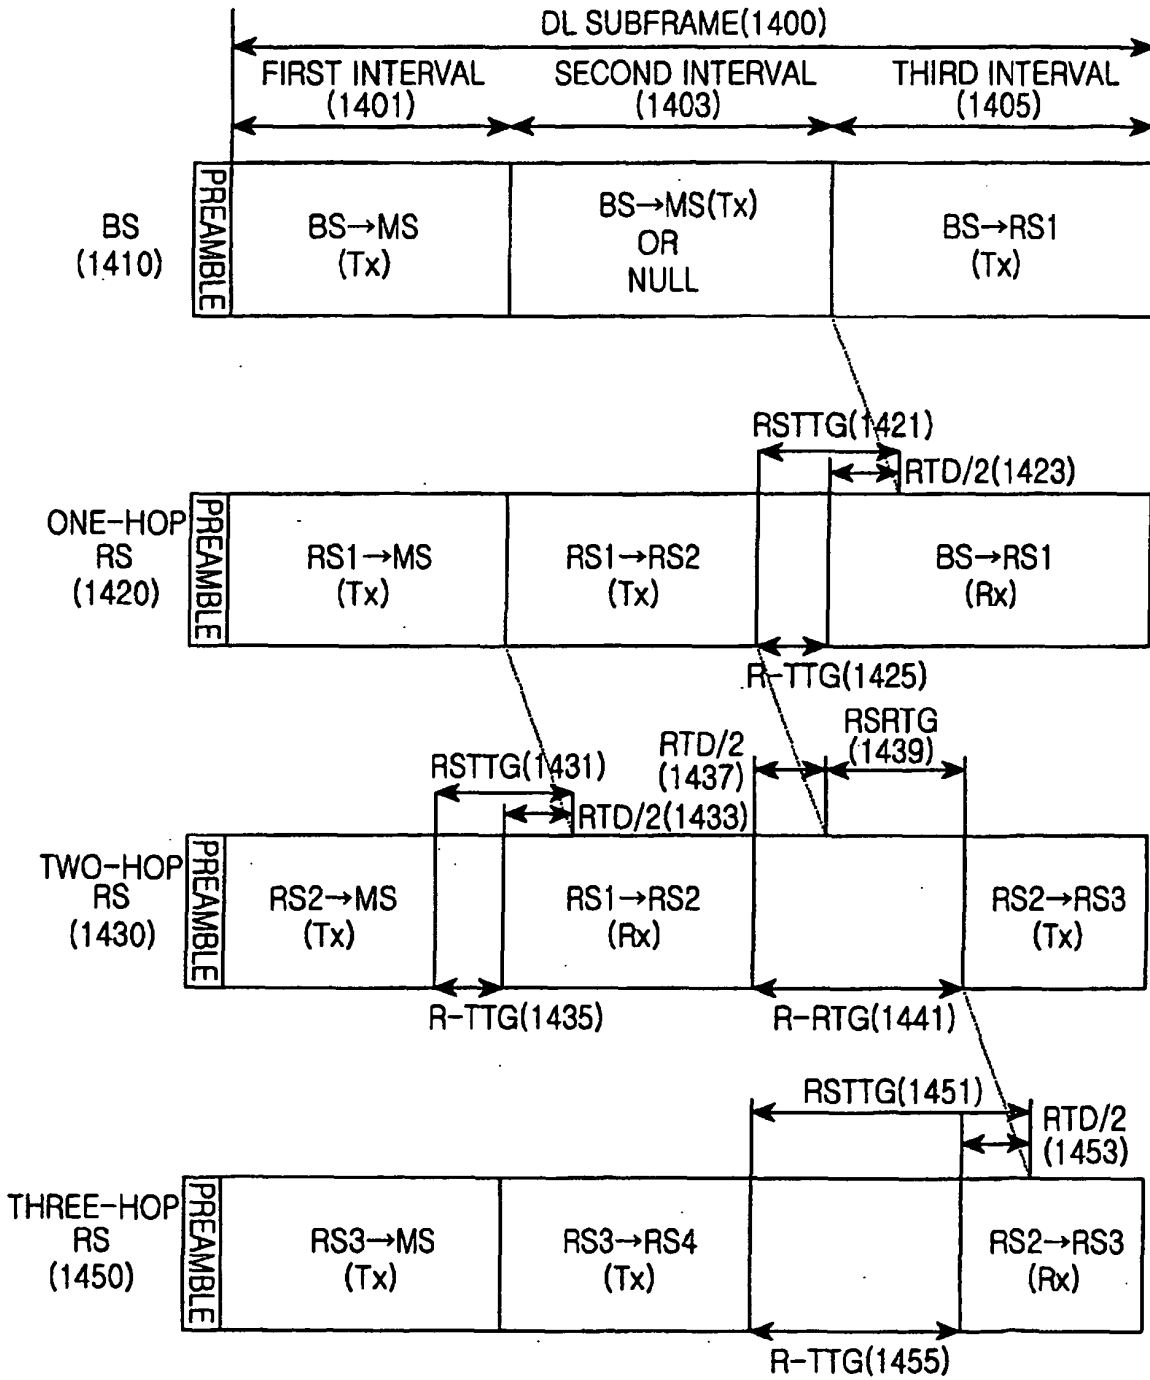 DL SUBFRAME(1400)
FIRST INTERVAL
(1401)
SECOND INTERVAL
(1403)
THIRD INTERVAL
(1405)
BS
(1410)
PREAMBLE
BS→MS
(Tx)
BS→MS(Tx)
OR
NULL
BS→RS1
(Tx)
RSTTG(1421)
RTD/2(1423)
ONE-HOP
RS
(1420)
PREAMBLE
RS1→MS
(Tx)
RS1→RS2
(Tx)
BS→RS1
(Rx)
R-TTG(1425)
RSTTG(1431)
RTD/2(1433)
RTD/2
(1437)
RSRTG
(1439)
TWO-HOP
RS
(1430)
PREAMBLE
RS2→MS
(Tx)
RS1→RS2
(Rx)
RS2→RS3
(Tx)
R-TTG(1435)
R-RTG(1441)
RSTTG(1451)
RTD/2
(1453)
THREE-HOP
RS
(1450)
PREAMBLE
RS3→MS
(Tx)
RS3→RS4
(Tx)
RS2→RS3
(Rx)
R-TTG(1455)